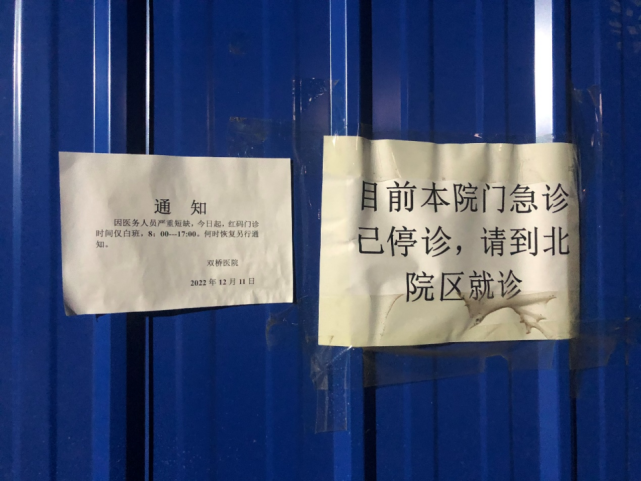 通 知
因医务人员严重短缺，今日起，红码门诊
时间仅白班，8：00—17:00。何时恢复另行通
知。
双桥医院
2022 年 12 月 11 日
目前本院门急诊
已停诊，请到北
院区就诊